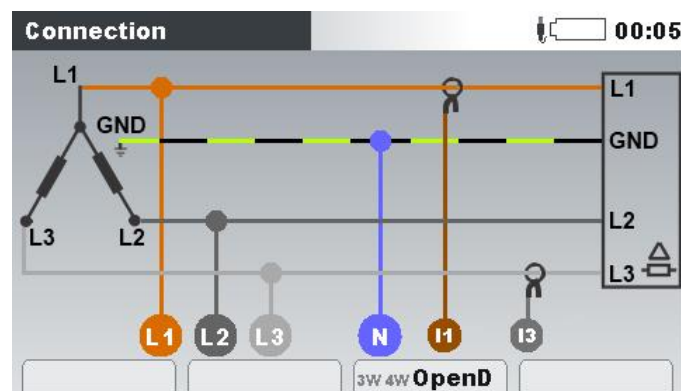 Connection 00:05
L1
L1
GND
GND
L3 L2
L2
L3
L1 L2 L3 N I1 I3
3W 4W OpenD